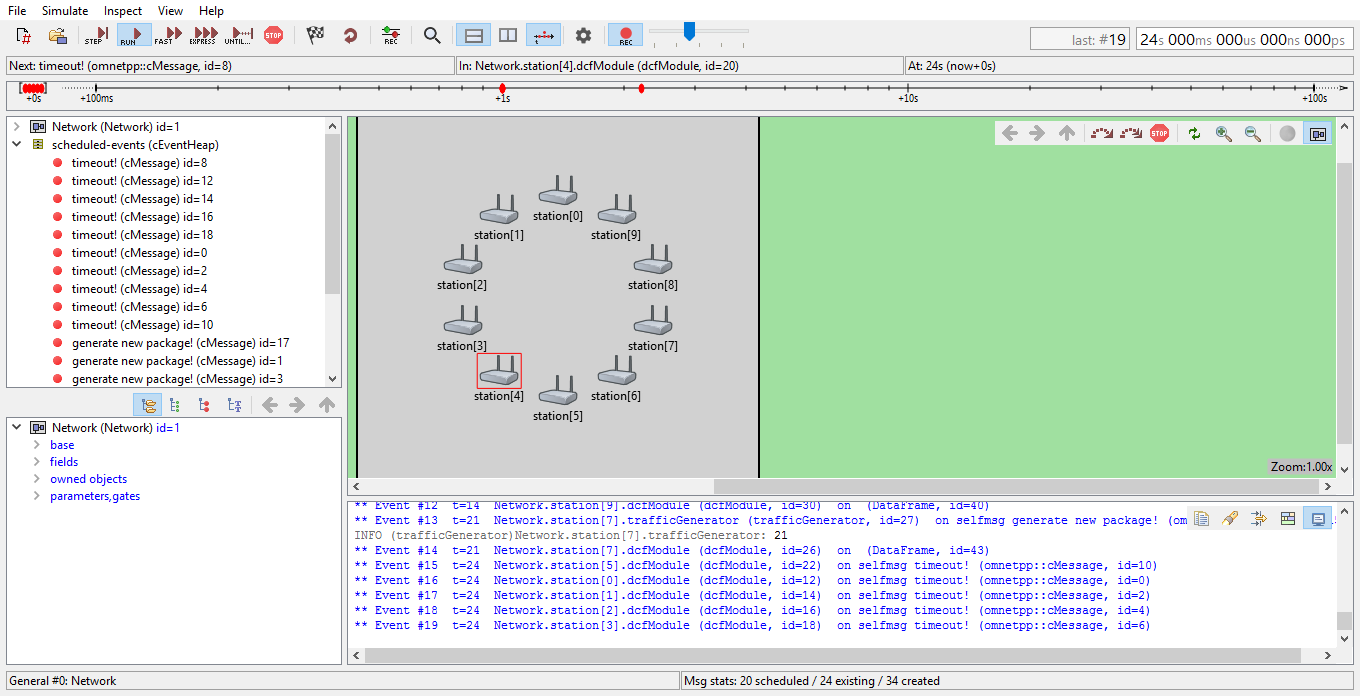 File Simulate Inspect View Help
STEP RUN FAST EXPRESS UNTIL... STOP REC REC last: #19 24s 000ms 000us 000ns 000ps
Next: timeout! (omnetpp::cMessage, id=8) In: Network.station[4].dcfModule (dcfModule, id=20) At: 24s (now+0s)
+0s +100ms +1s +10s +100s
Network (Network) id=1
scheduled-events (cEventHeap)
timeout! (cMessage) id=8
timeout! (cMessage) id=12
timeout! (cMessage) id=14
timeout! (cMessage) id=16
timeout! (cMessage) id=18
timeout! (cMessage) id=0
timeout! (cMessage) id=2
timeout! (cMessage) id=4
timeout! (cMessage) id=6
timeout! (cMessage) id=10
generate new package! (cMessage) id=17
generate new package! (cMessage) id=1
generate new package! (cMessage) id=3
Network (Network) id=1
base
fields
owned objects
parameters,gates
STOP
station[0]
station[1] station[9]
station[2] station[8]
station[3] station[7]
station[4] station[6]
station[5]
Zoom:1.00x
** Event #12 t=14 Network.station[9].dcfModule (dcfModule, id=30) on (DataFrame, id=40)
** Event #13 t=21 Network.station[7].trafficGenerator (trafficGenerator, id=27) on selfmsg generate new package! (om
INFO (trafficGenerator)Network.station[7].trafficGenerator: 21
** Event #14 t=21 Network.station[7].dcfModule (dcfModule, id=26) on (DataFrame, id=43)
** Event #15 t=24 Network.station[5].dcfModule (dcfModule, id=22) on selfmsg timeout! (omnetpp::cMessage, id=10)
** Event #16 t=24 Network.station[0].dcfModule (dcfModule, id=12) on selfmsg timeout! (omnetpp::cMessage, id=0)
** Event #17 t=24 Network.station[1].dcfModule (dcfModule, id=14) on selfmsg timeout! (omnetpp::cMessage, id=2)
** Event #18 t=24 Network.station[2].dcfModule (dcfModule, id=16) on selfmsg timeout! (omnetpp::cMessage, id=4)
** Event #19 t=24 Network.station[3].dcfModule (dcfModule, id=18) on selfmsg timeout! (omnetpp::cMessage, id=6)
General #0: Network Msg stats: 20 scheduled / 24 existing / 34 created